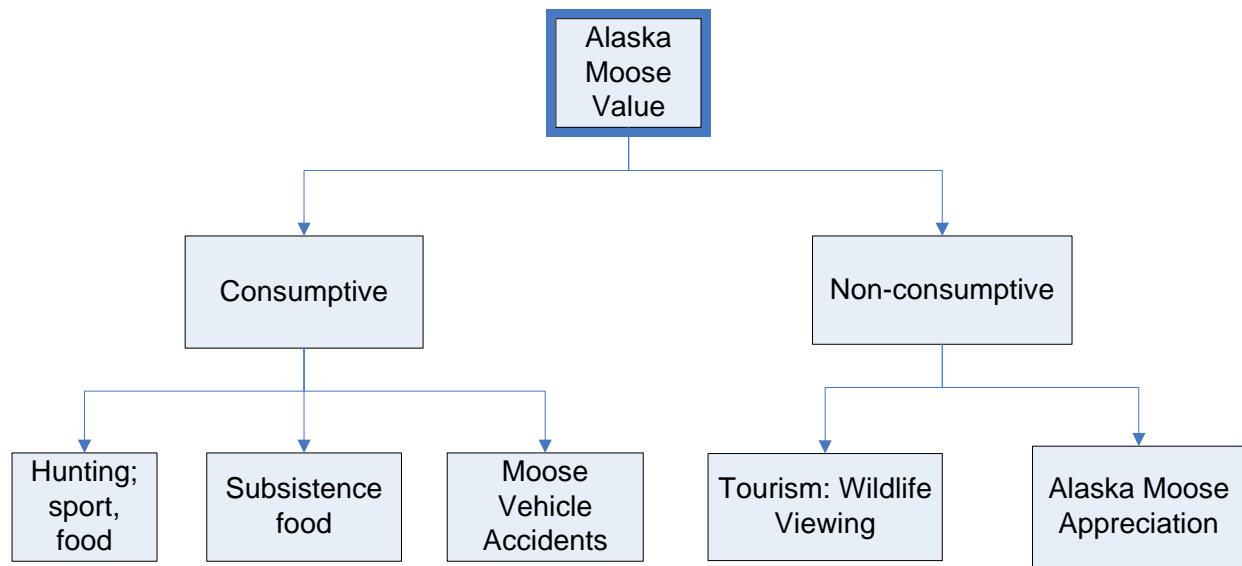 Alaska
Moose
Value
Consumptive
Non-consumptive
Hunting;
sport,
food
Subsistence
food
Moose
Vehicle
Accidents
Tourism: Wildlife
Viewing
Alaska Moose
Appreciation